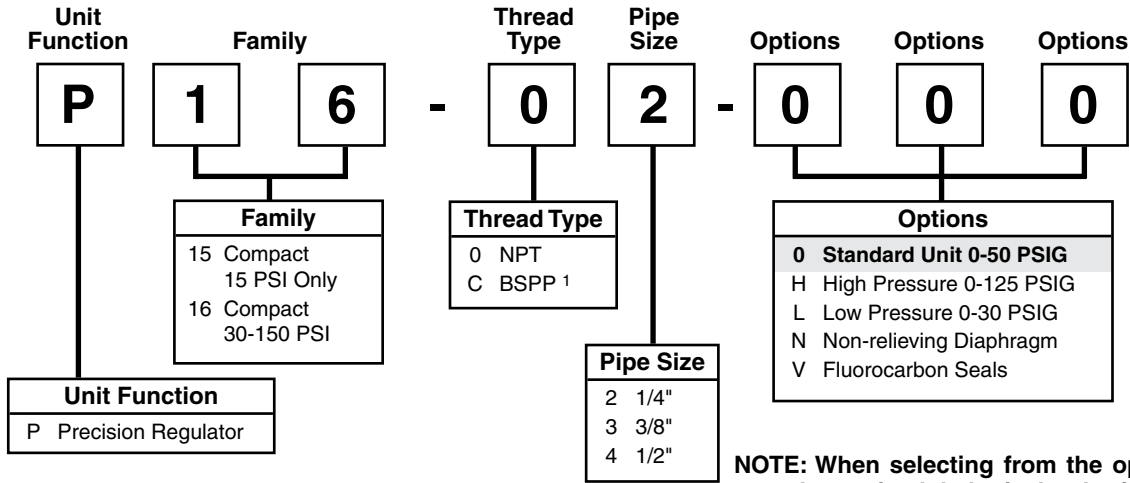 Unit Function
Family
Thread Type
Pipe Size
Options
Options
Options
P 1 6 - 0 2 - 0 0 0
Family
15 Compact
15 PSI Only
16 Compact
30-150 PSI
Thread Type
0 NPT
C BSPP 1
Options
0 Standard Unit 0-50 PSIG
H High Pressure 0-125 PSIG
L Low Pressure 0-30 PSIG
N Non-relieving Diaphragm
V Fluorocarbon Seals
Pipe Size
2 1/4"
3 3/8"
4 1/2"
Unit Function
P Precision Regulator
NOTE: When selecting from the